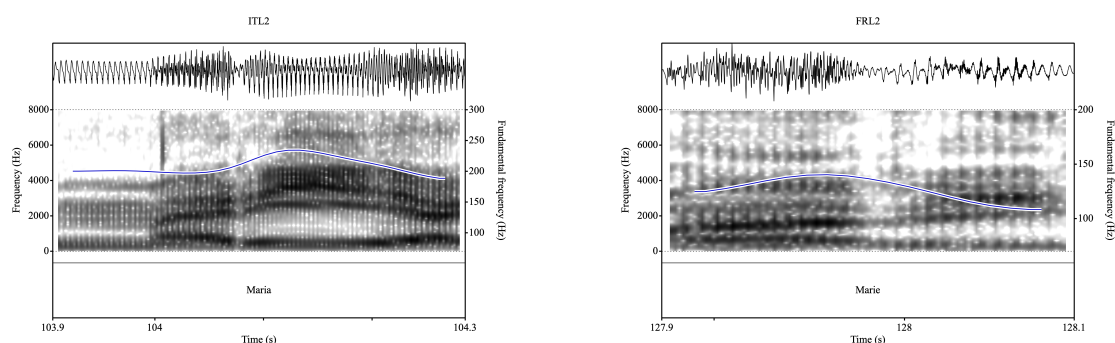 ITL2
8000
6000
4000
2000
0
Frequency (Hz)
300
250
200
150
100
Fundamental frequency (Hz)
Maria
103.9 104 104.3
Time (s)
FRL2
8000
6000
4000
2000
0
Frequency (Hz)
200
150
100
Fundamental frequency (Hz)
Marie
127.9 128 128.1
Time (s)